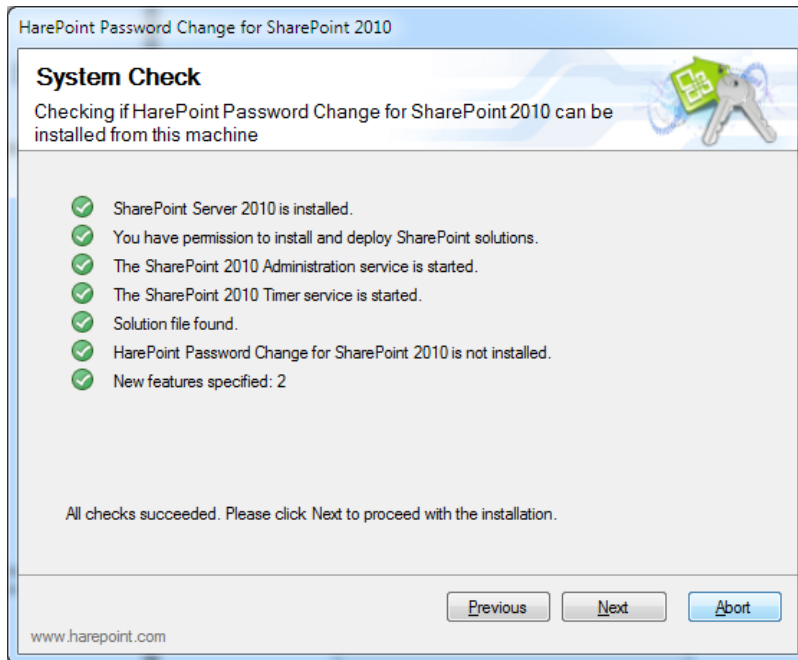 HarePoint Password Change for SharePoint 2010
System Check
Checking if HarePoint Password Change for SharePoint 2010 can be
installed from this machine
SharePoint Server 2010 is installed.
You have permission to install and deploy SharePoint solutions.
The SharePoint 2010 Administration service is started.
The SharePoint 2010 Timer service is started.
Solution file found.
HarePoint Password Change for SharePoint 2010 is not installed.
New features specified: 2
All checks succeeded. Please click Next to proceed with the installation.
Previous Next Abort
www.harepoint.com